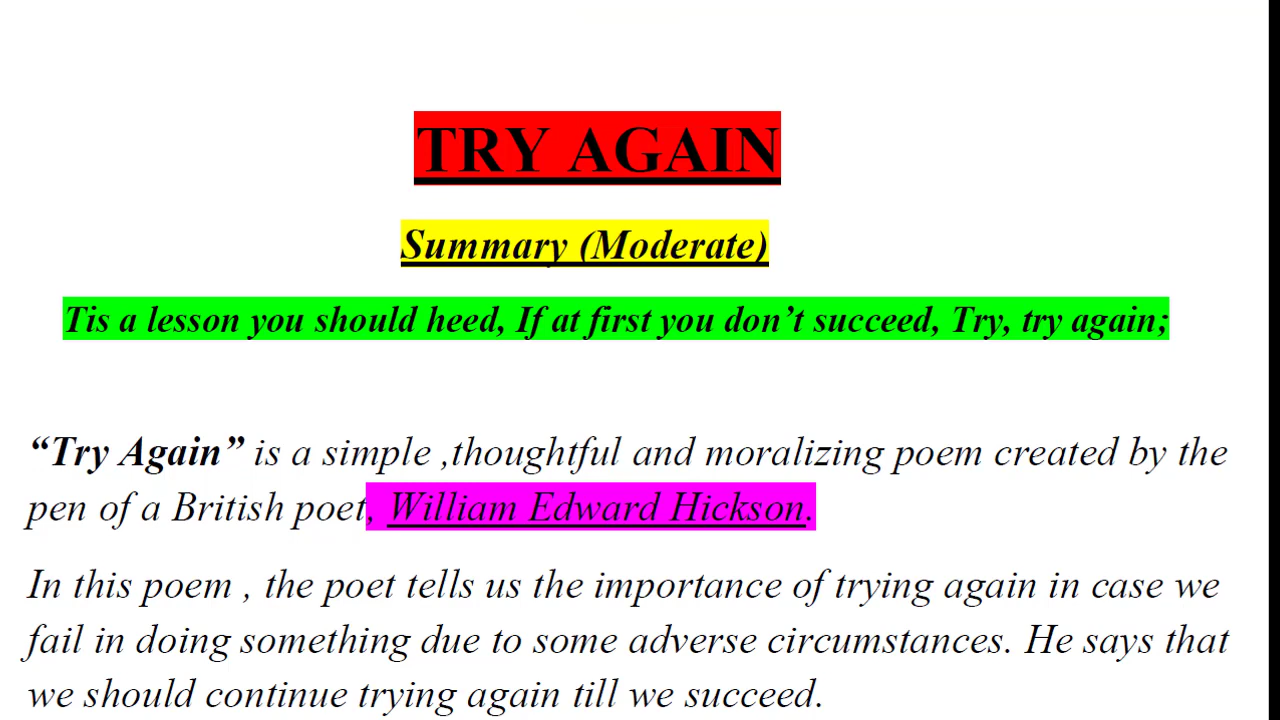 TRY AGAIN
Summary (Moderate)
Tis a lesson you should heed, If at first you don’t succeed, Try, try again;
“Try Again” is a simple ,thoughtful and moralizing poem created by the
pen of a British poet, William Edward Hickson.
In this poem , the poet tells us the importance of trying again in case we
fail in doing something due to some adverse circumstances. He says that
we should continue trying again till we succeed.